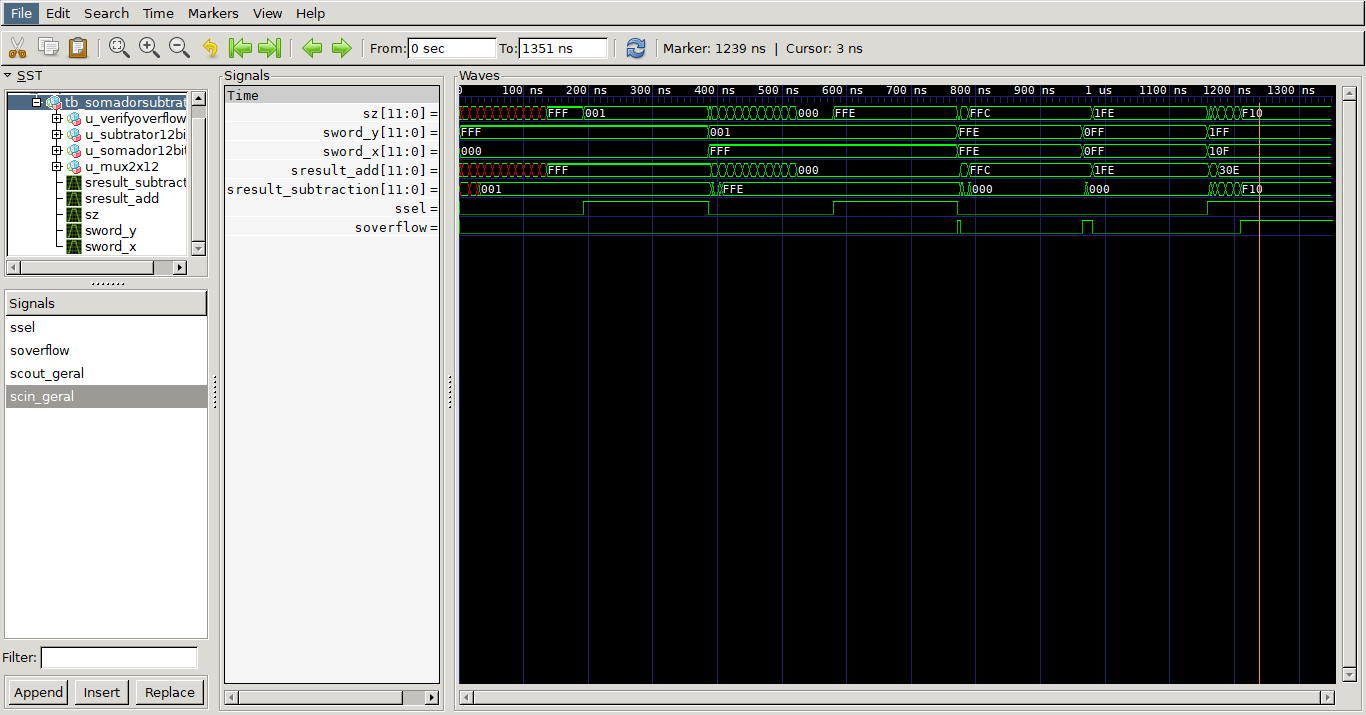 File Edit Search Time Markers View Help
From: 0 sec To: 1351 ns Marker: 1239 ns | Cursor: 3 ns
SST
tb_somadorsubtrat
u_verifyoverflow
u_subtrator12bi
u_somador12bit
u_mux2x12
sresult_subtract
sresult_add
sz
sword_y
sword_x
Signals
ssel
soverflow
scout_geral
scin_geral
Filter:
Append Insert Replace
Signals
Time
sz[11:0] =
sword_y[11:0] =
sword_x[11:0] =
sresult_add[11:0] =
sresult_subtraction[11:0] =
ssel =
soverflow =
Waves
0 100 ns 200 ns 300 ns 400 ns 500 ns 600 ns 700 ns 800 ns 900 ns 1 us 1100 ns 1200 ns 1300 ns
FFF 001 000 FFE FFC 1FE F10
FFF 001 FFE 0FF 1FF
000 FFF FFE 0FF 10F
FFF 000 FFC 1FE 30E
001 FFE 000 000 F10